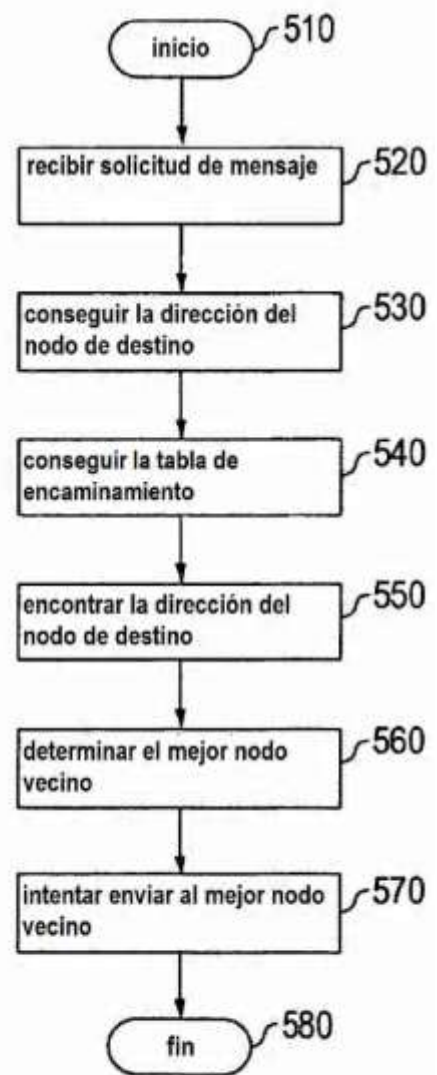 inicio
510
recibir solicitud de mensaje
520
conseguir la dirección del
nodo de destino
530
conseguir la tabla de
encaminamiento
540
encontrar la dirección del
nodo de destino
550
determinar el mejor nodo
vecino
560
intentar enviar al mejor nodo
vecino
570
fin
580